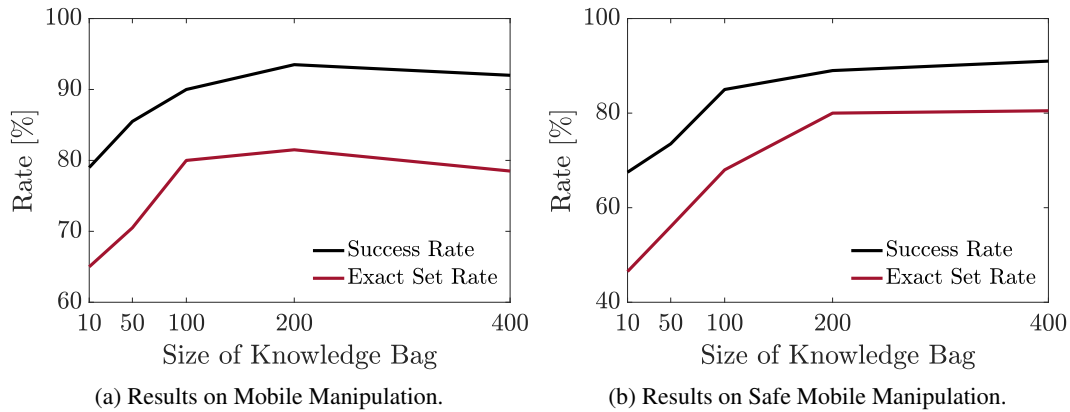 100
90
80
70
60
Rate [%]
Success Rate
Exact Set Rate
10 50 100 200 400
Size of Knowledge Bag
(a) Results on Mobile Manipulation.
100
80
60
40
Rate [%]
Success Rate
Exact Set Rate
10 50 100 200 400
Size of Knowledge Bag
(b) Results on Safe Mobile Manipulation.